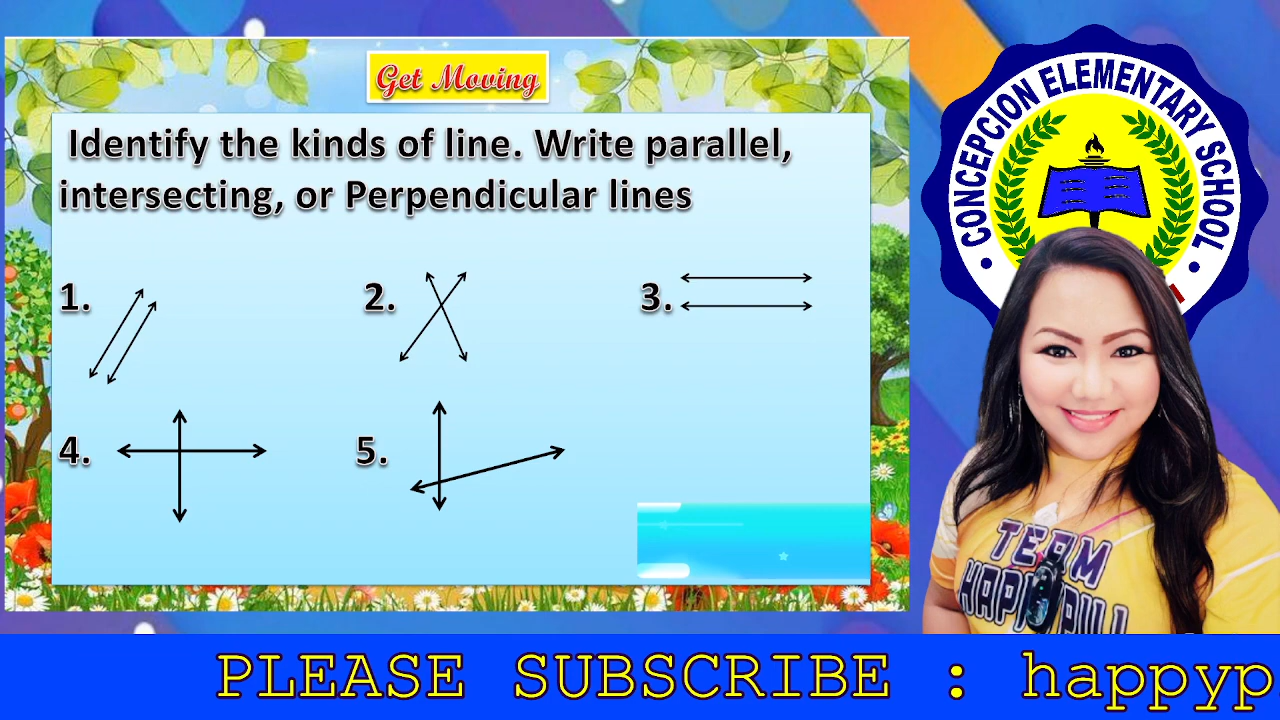 Get Moving
Identify the kinds of line. Write parallel,
intersecting, or Perpendicular lines
1.
2.
3.
4.
5.
CONCEPCION ELEMENTARY SCHOOL
TEAM
PLEASE SUBSCRIBE : happyp